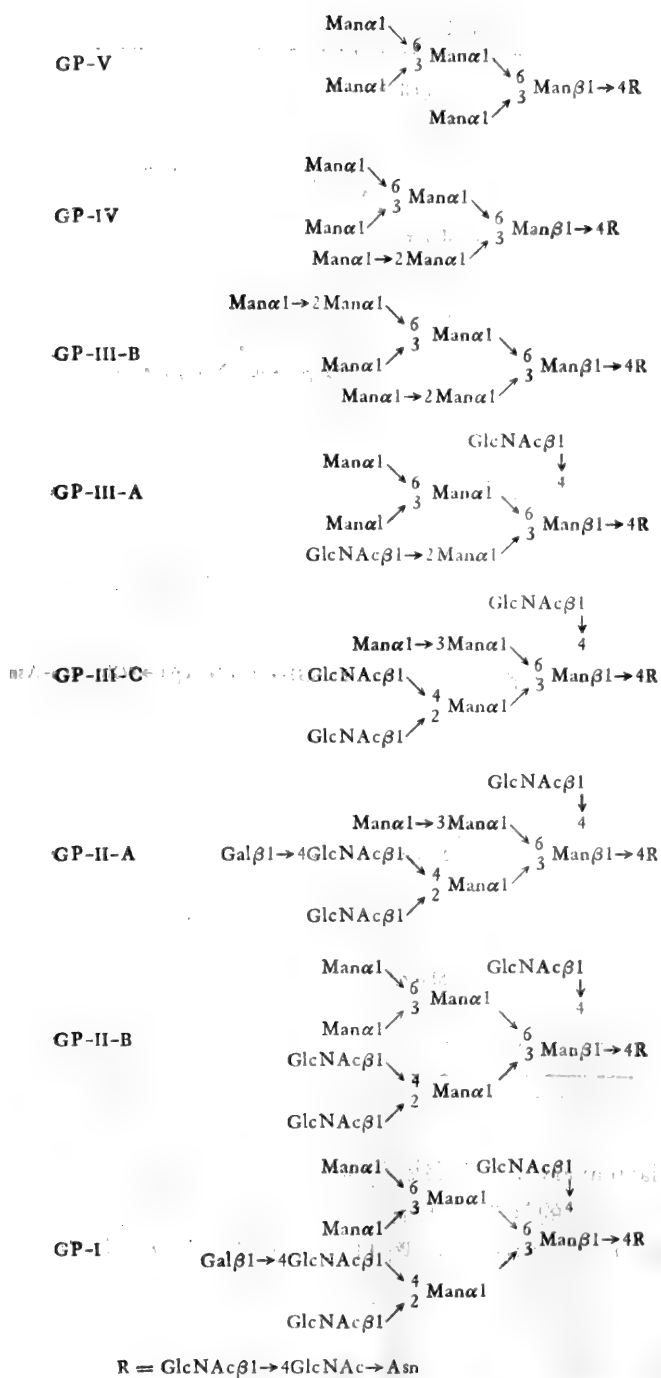 Manα1
6
GP-V
3 Manα1
Manα1
6
3 Manβ1→4R
Manα1
Manα1
6
GP-IV
3 Manα1
Manα1
6
3 Manβ1→4R
Manα1→2Manα1
Manα1→2Manα1
6
GP-III-B
3 Manα1
Manα1
6
3 Manβ1→4R
Manα1→2Manα1
GlcNAcβ1
↓
4
Manα1
6
GP-III-A
3 Manα1
Manα1
6
3 Manβ1→4R
GlcNAcβ1→2Manα1
GlcNAcβ1
↓
4
Manα1→3Manα1
6
GP-III-C
GlcNAcβ1
3 Manβ1→4R
4
2 Manα1
GlcNAcβ1
GlcNAcβ1
↓
4
Manα1→3Manα1
6
GP-II-A
Galβ1→4GlcNAcβ1
3 Manβ1→4R
4
2 Manα1
GlcNAcβ1
Manα1
GlcNAcβ1
↓
4
6
3 Manα1
Manα1
6
GP-II-B
3 Manβ1→4R
GlcNAcβ1
4
2 Manα1
GlcNAcβ1
Manα1
GlcNAcβ1
↓
4
6
3 Manα1
Manα1
6
GP-I
3 Manβ1→4R
Galβ1→4GlcNAcβ1
4
2 Manα1
GlcNAcβ1
R = GlcNAcβ1→4GlcNAc→Asn